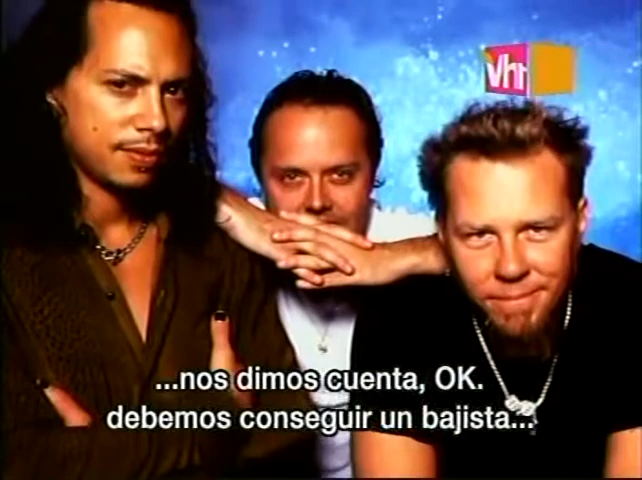 vh1
...nos dimos cuenta, OK.
debemos conseguir un bajista...